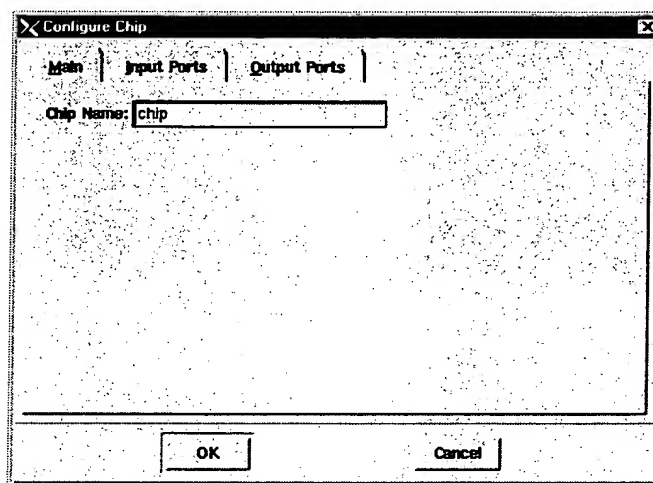 Configure Chip
Main Input Ports Output Ports
Chip Name: chip
OK Cancel